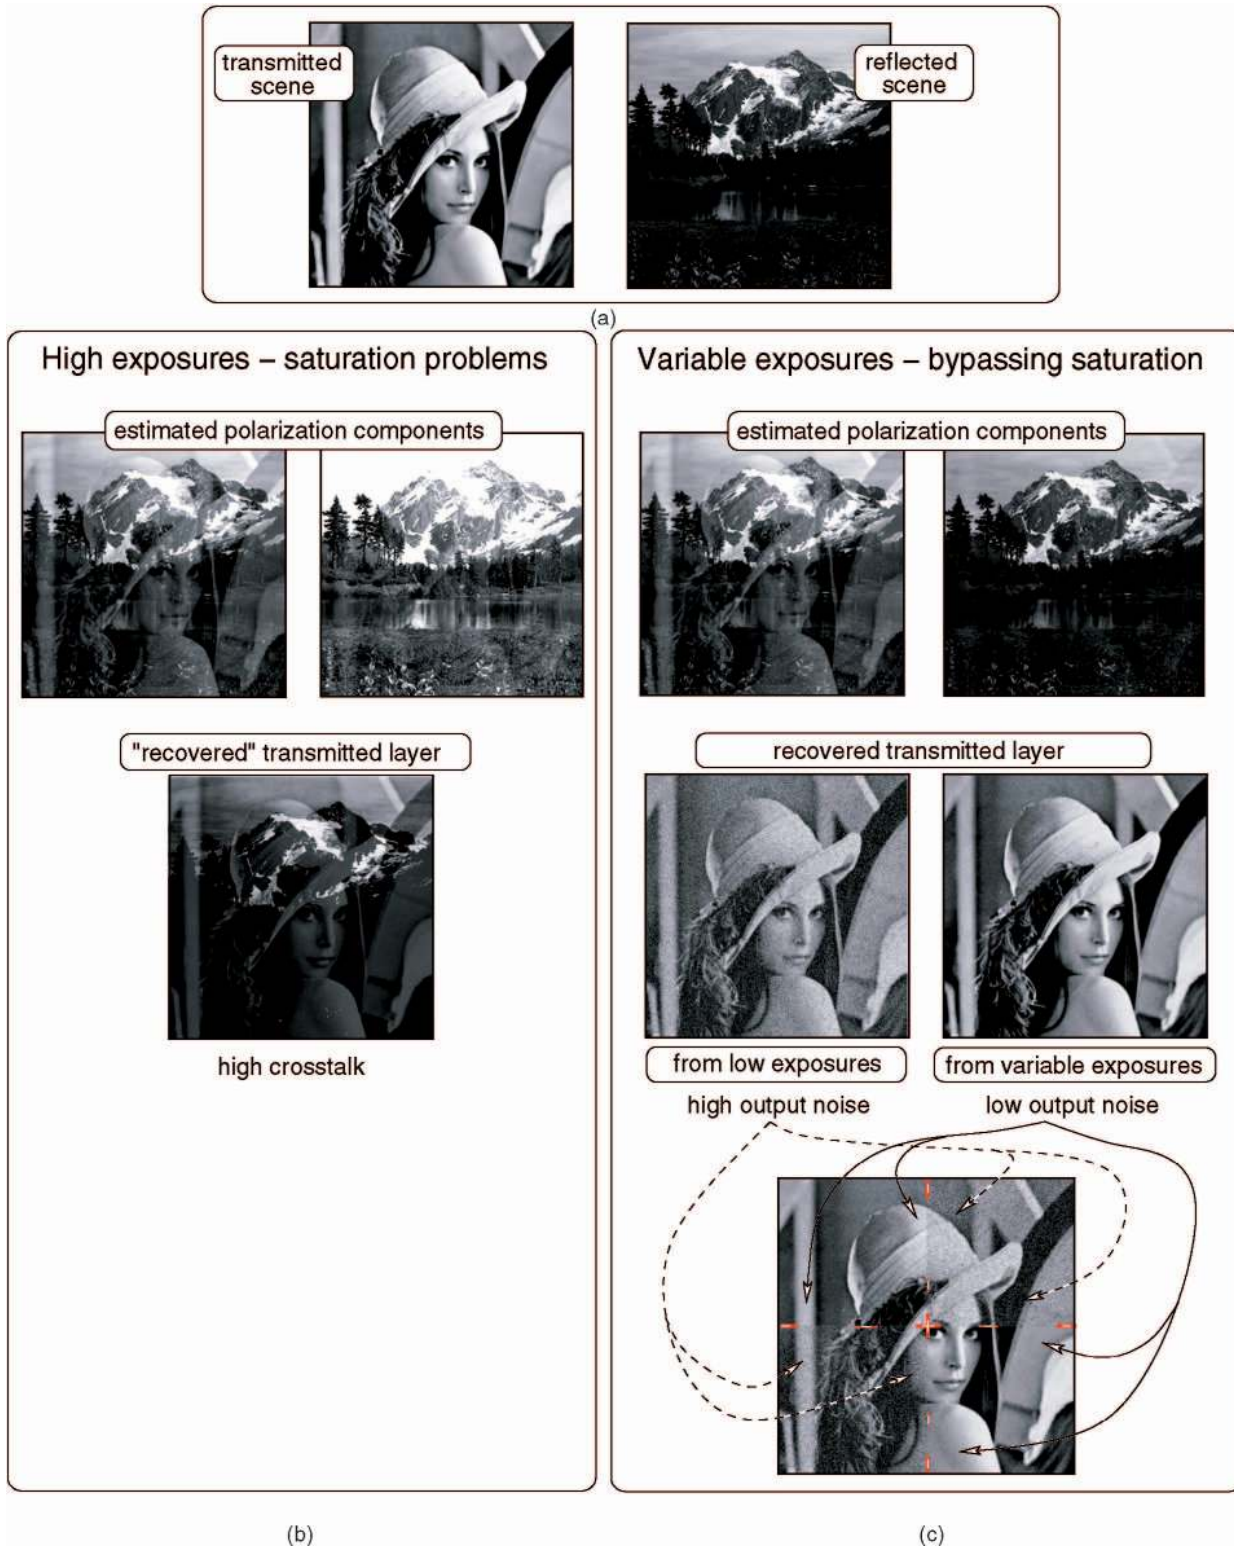 transmitted
scene
reflected
scene
(a)
High exposures – saturation problems
estimated polarization components
"recovered" transmitted layer
high crosstalk
(b)
Variable exposures – bypassing saturation
estimated polarization components
recovered transmitted layer
from low exposures
from variable exposures
high output noise
low output noise
(c)